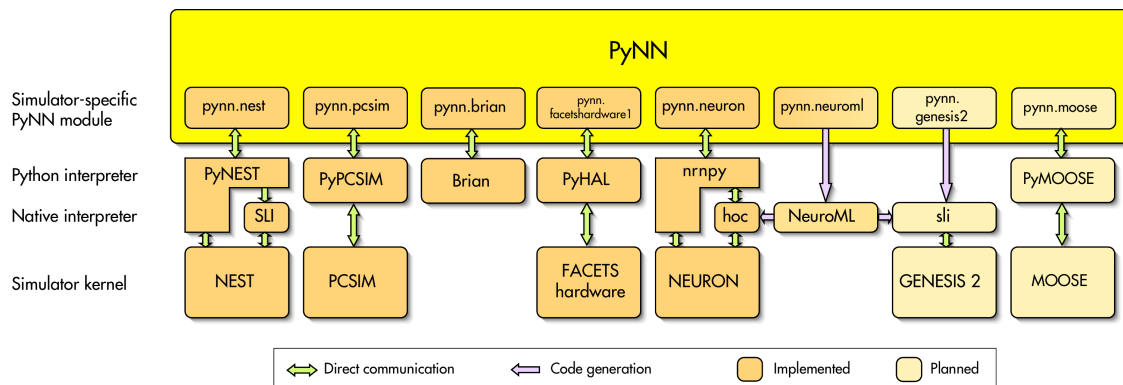 PyNN
Simulator-specific
PyNN module
pynn.nest
pynn.pcsim
pynn.brian
pynn.
facetshardware1
pynn.neuron
pynn.neuroml
pynn.
genesis2
pynn.moose
Python interpreter
PyNEST
PyPCSIM
Brian
PyHAL
nrnpy
PyMOOSE
Native interpreter
SLI
hoc
NeuroML
sli
Simulator kernel
NEST
PCSIM
FACETS
hardware
NEURON
GENESIS 2
MOOSE
Direct communication
Code generation
Implemented
Planned